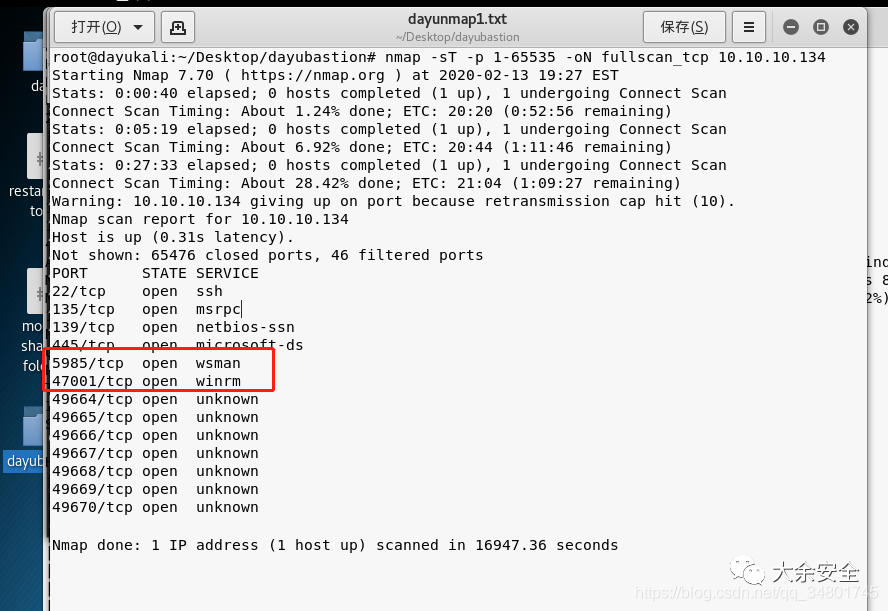 打开(O)
dayunmap1.txt
~/Desktop/dayubastion
保存(S)
root@dayukali:~/Desktop/dayubastion# nmap -sT -p 1-65535 -oN fullscan_tcp 10.10.10.134
Starting Nmap 7.70 ( https://nmap.org ) at 2020-02-13 19:27 EST
Stats: 0:00:40 elapsed; 0 hosts completed (1 up), 1 undergoing Connect Scan
Connect Scan Timing: About 1.24% done; ETC: 20:20 (0:52:56 remaining)
Stats: 0:05:19 elapsed; 0 hosts completed (1 up), 1 undergoing Connect Scan
Connect Scan Timing: About 6.92% done; ETC: 20:44 (1:11:46 remaining)
Stats: 0:27:33 elapsed; 0 hosts completed (1 up), 1 undergoing Connect Scan
Connect Scan Timing: About 28.42% done; ETC: 21:04 (1:09:27 remaining)
Warning: 10.10.10.134 giving up on port because retransmission cap hit (10).
Nmap scan report for 10.10.10.134
Host is up (0.31s latency).
Not shown: 65476 closed ports, 46 filtered ports
PORT      STATE SERVICE
22/tcp    open  ssh
135/tcp   open  msrpc
139/tcp   open  netbios-ssn
445/tcp   open  microsoft-ds
5985/tcp  open  wsman
47001/tcp open  winrm
49664/tcp open  unknown
49665/tcp open  unknown
49666/tcp open  unknown
49667/tcp open  unknown
49668/tcp open  unknown
49669/tcp open  unknown
49670/tcp open  unknown
Nmap done: 1 IP address (1 host up) scanned in 16947.36 seconds
da
resta
to
mo
sha
fol
dayub
ind
s 8
2%)
大余安全
https://blog.csdn.net/qq_34801745